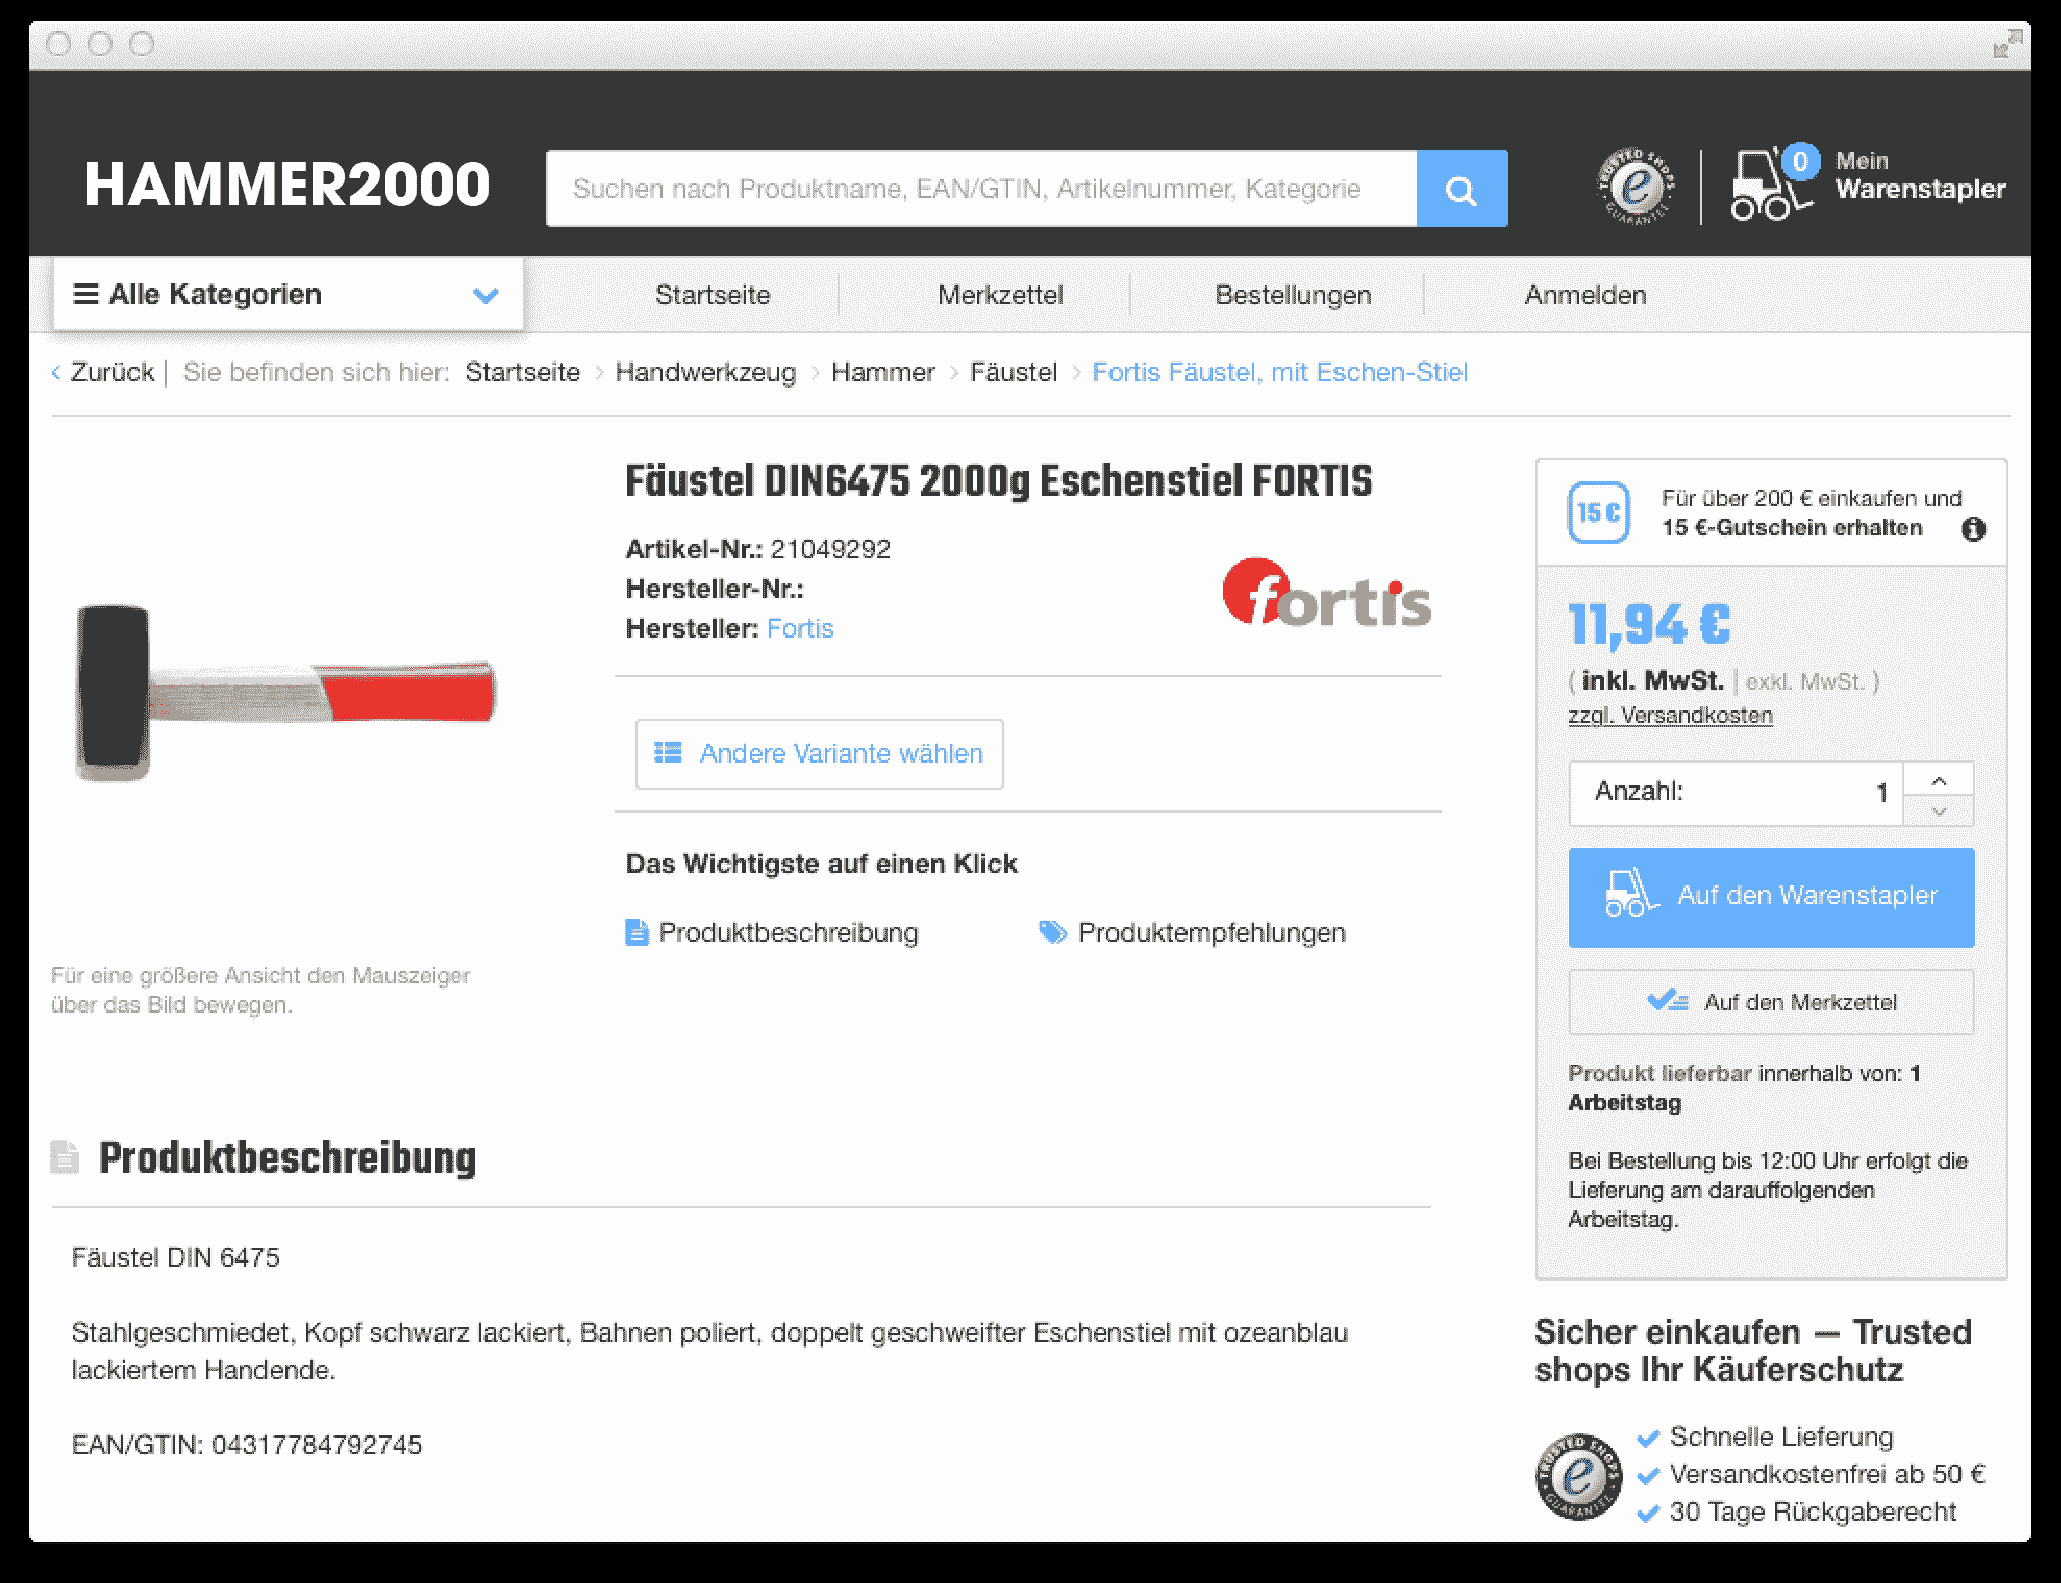 HAMMER2000
Suchen nach Produktname, EAN/GTIN, Artikelnummer, Kategorie
TRUSTED SHOPS
e
GUARANTEE
0
Mein
Warenstapler
Alle Kategorien
Startseite
Merkzettel
Bestellungen
Anmelden
Zurück | Sie befinden sich hier: Startseite > Handwerkzeug > Hammer > Fäustel > Fortis Fäustel, mit Eschen-Stiel
Fäustel DIN6475 2000g Eschenstiel FORTIS
Artikel-Nr.: 21049292
Hersteller-Nr.:
Hersteller: Fortis
fortis
Andere Variante wählen
Das Wichtigste auf einen Klick
Produktbeschreibung
Produktempfehlungen
Für eine größere Ansicht den Mauszeiger
über das Bild bewegen.
15 €
Für über 200 € einkaufen und
15 €-Gutschein erhalten
11,94 €
( inkl. MwSt. | exkl. MwSt. )
zzgl. Versandkosten
Anzahl: 1
Auf den Warenstapler
Auf den Merkzettel
Produkt lieferbar innerhalb von: 1
Arbeitstag
Bei Bestellung bis 12:00 Uhr erfolgt die
Lieferung am darauffolgenden
Arbeitstag.
Produktbeschreibung
Fäustel DIN 6475
Stahlgeschmiedet, Kopf schwarz lackiert, Bahnen poliert, doppelt geschweifter Eschenstiel mit ozeanblau
lackiertem Handende.
EAN/GTIN: 04317784792745
Sicher einkaufen — Trusted
shops Ihr Käuferschutz
TRUSTED SHOPS
e
GUARANTEE
Schnelle Lieferung
Versandkostenfrei ab 50 €
30 Tage Rückgaberecht